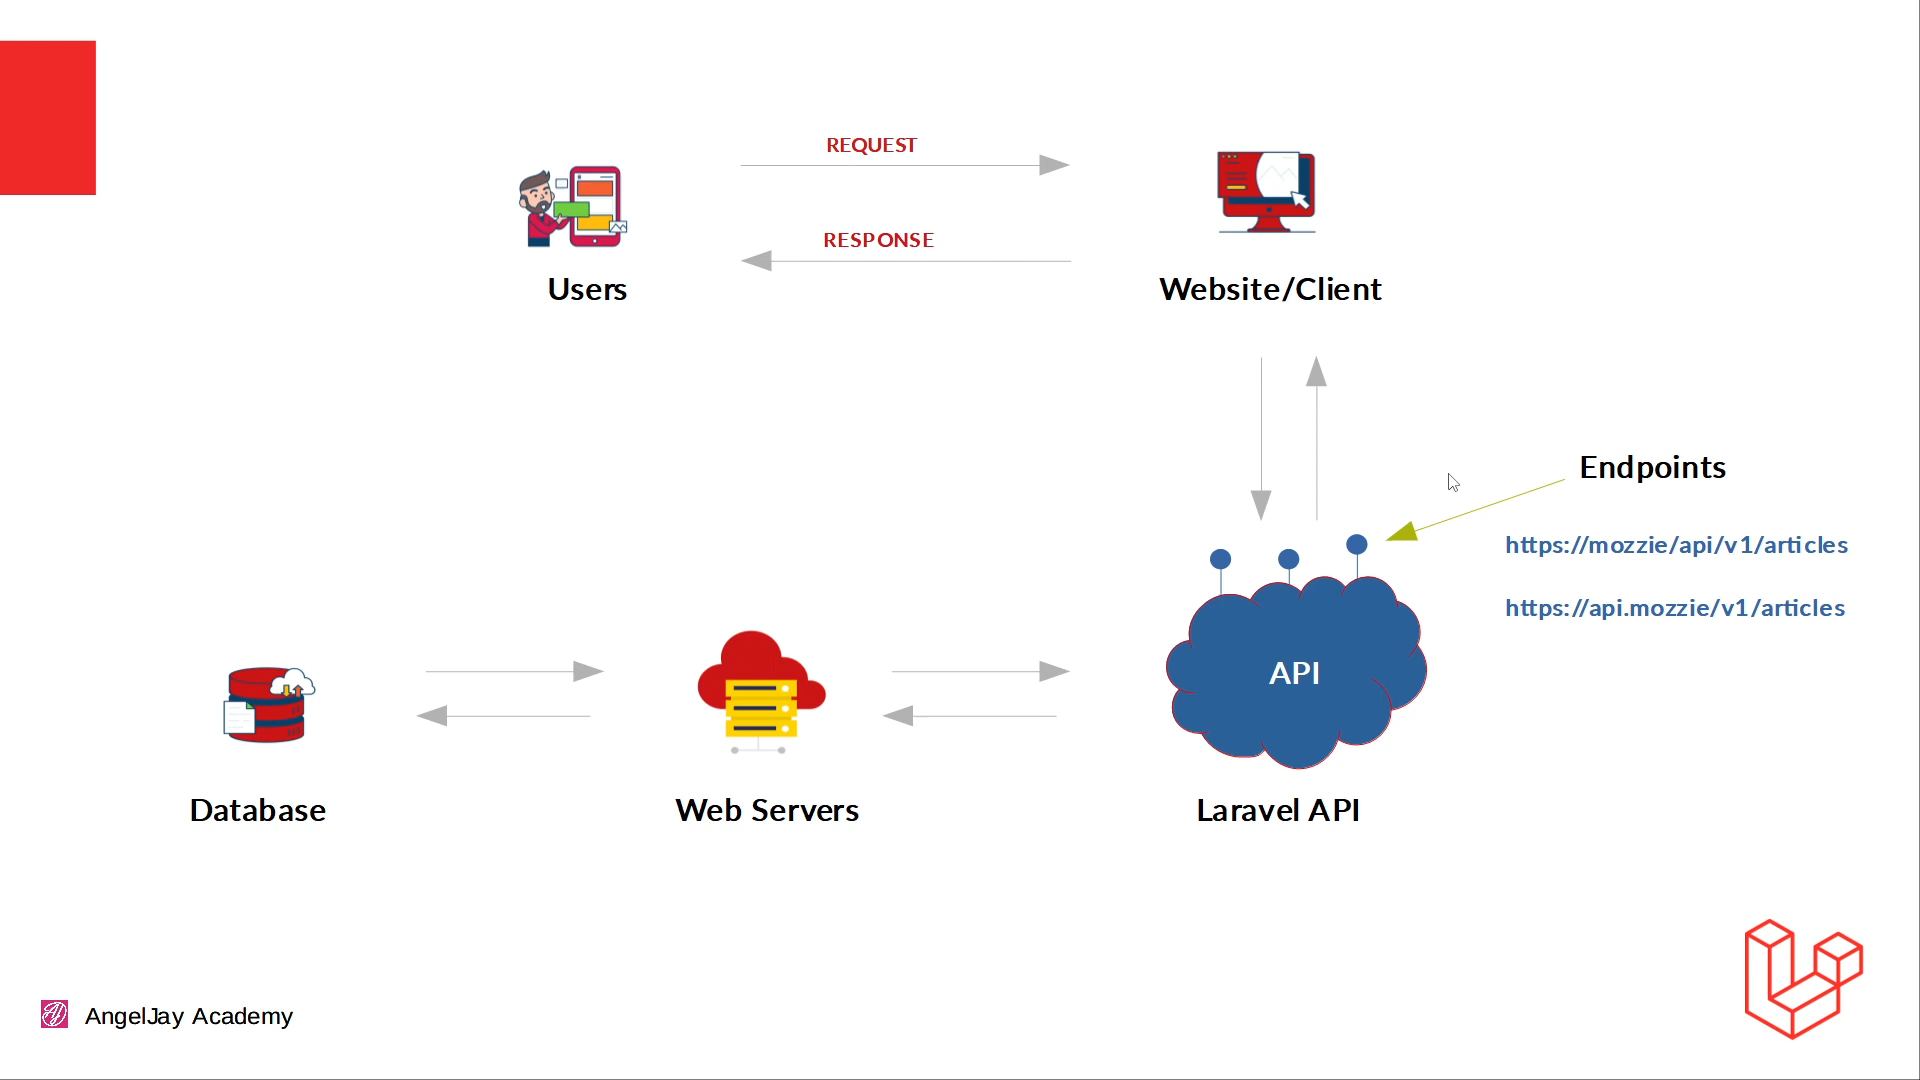 REQUEST
RESPONSE
Users
Website/Client
Endpoints
https://mozzie/api/v1/articles
https://api.mozzie/v1/articles
API
Database
Web Servers
Laravel API
AngelJay Academy